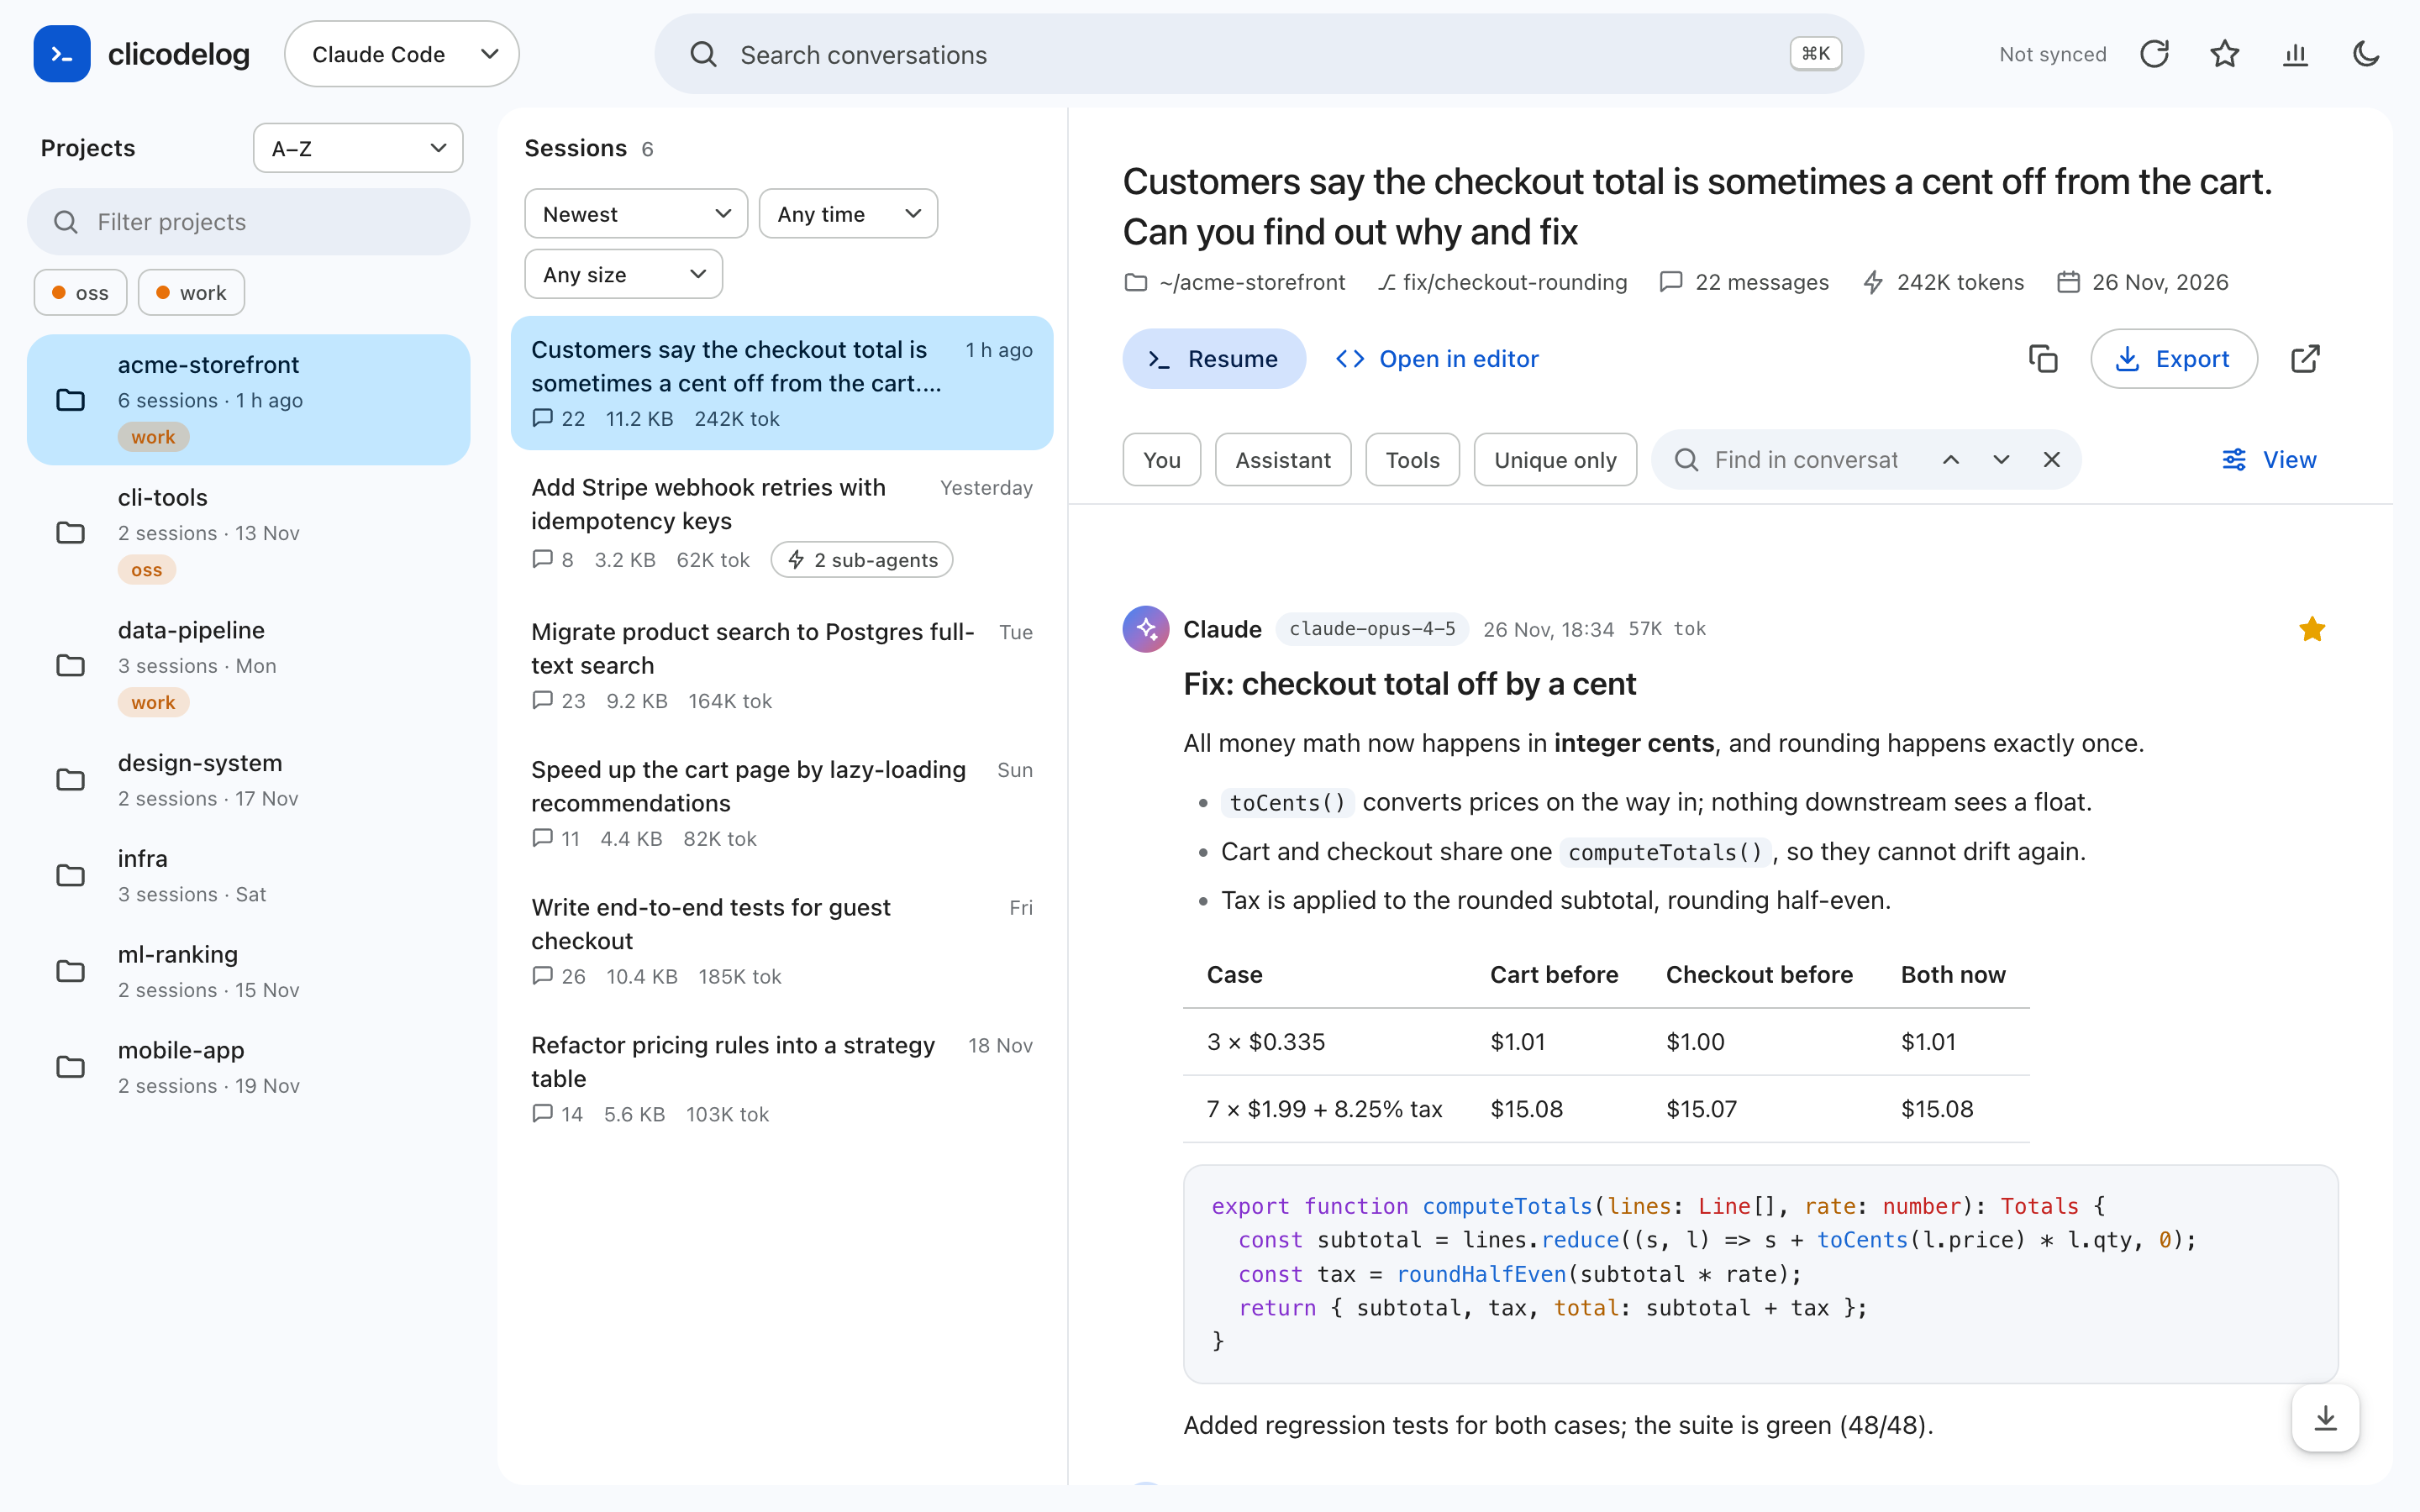 clicodelog
Claude Code
Search conversations
⌘K
Not synced
Projects
A–Z
Filter projects
oss
work
acme-storefront
6 sessions · 1 h ago
work
cli-tools
2 sessions · 13 Nov
oss
data-pipeline
3 sessions · Mon
work
design-system
2 sessions · 17 Nov
infra
3 sessions · Sat
ml-ranking
2 sessions · 15 Nov
mobile-app
2 sessions · 19 Nov
Sessions 6
Newest
Any time
Any size
Customers say the checkout total is
sometimes a cent off from the cart....
1 h ago
22 11.2 KB 242K tok
Add Stripe webhook retries with
idempotency keys
Yesterday
8 3.2 KB 62K tok 2 sub-agents
Migrate product search to Postgres full-
text search
Tue
23 9.2 KB 164K tok
Speed up the cart page by lazy-loading
recommendations
Sun
11 4.4 KB 82K tok
Write end-to-end tests for guest
checkout
Fri
26 10.4 KB 185K tok
Refactor pricing rules into a strategy
table
18 Nov
14 5.6 KB 103K tok
Customers say the checkout total is sometimes a cent off from the cart.
Can you find out why and fix
~/acme-storefront fix/checkout-rounding 22 messages 242K tokens 26 Nov, 2026
Resume
Open in editor
Export
You
Assistant
Tools
Unique only
Find in conversat
View
Claude claude-opus-4-5 26 Nov, 18:34 57K tok
Fix: checkout total off by a cent
All money math now happens in integer cents, and rounding happens exactly once.
• toCents() converts prices on the way in; nothing downstream sees a float.
• Cart and checkout share one computeTotals(), so they cannot drift again.
• Tax is applied to the rounded subtotal, rounding half-even.
Case Cart before Checkout before Both now
3 × $0.335 $1.01 $1.00 $1.01
7 × $1.99 + 8.25% tax $15.08 $15.07 $15.08
export function computeTotals(lines: Line[], rate: number): Totals {
  const subtotal = lines.reduce((s, l) => s + toCents(l.price) * l.qty, 0);
  const tax = roundHalfEven(subtotal * rate);
  return { subtotal, tax, total: subtotal + tax };
}
Added regression tests for both cases; the suite is green (48/48).